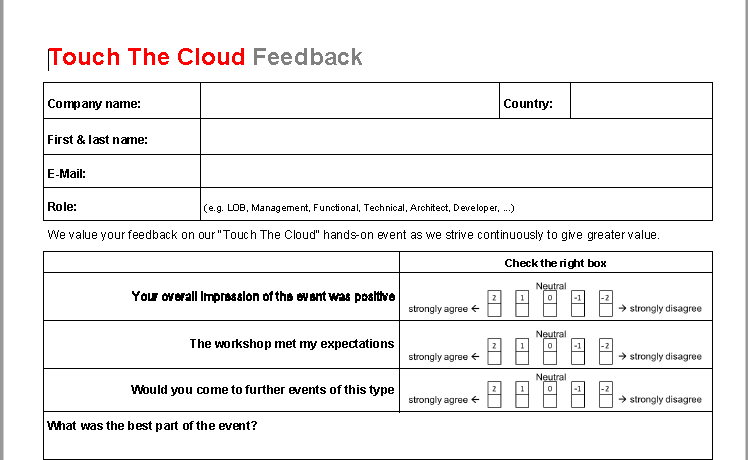 Touch The Cloud Feedback
Company name: Country:
First & last name:
E-Mail:
Role: (e.g. LOB, Management, Functional, Technical, Architect, Developer, ...)
We value your feedback on our "Touch The Cloud" hands-on event as we strive continuously to give greater value.
Check the right box
Neutral
Your overall impression of the event was positive strongly agree ← 2 1 0 -1 -2 → strongly disagree
Neutral
The workshop met my expectations strongly agree ← 2 1 0 -1 -2 → strongly disagree
Neutral
Would you come to further events of this type strongly agree ← 2 1 0 -1 -2 → strongly disagree
What was the best part of the event?